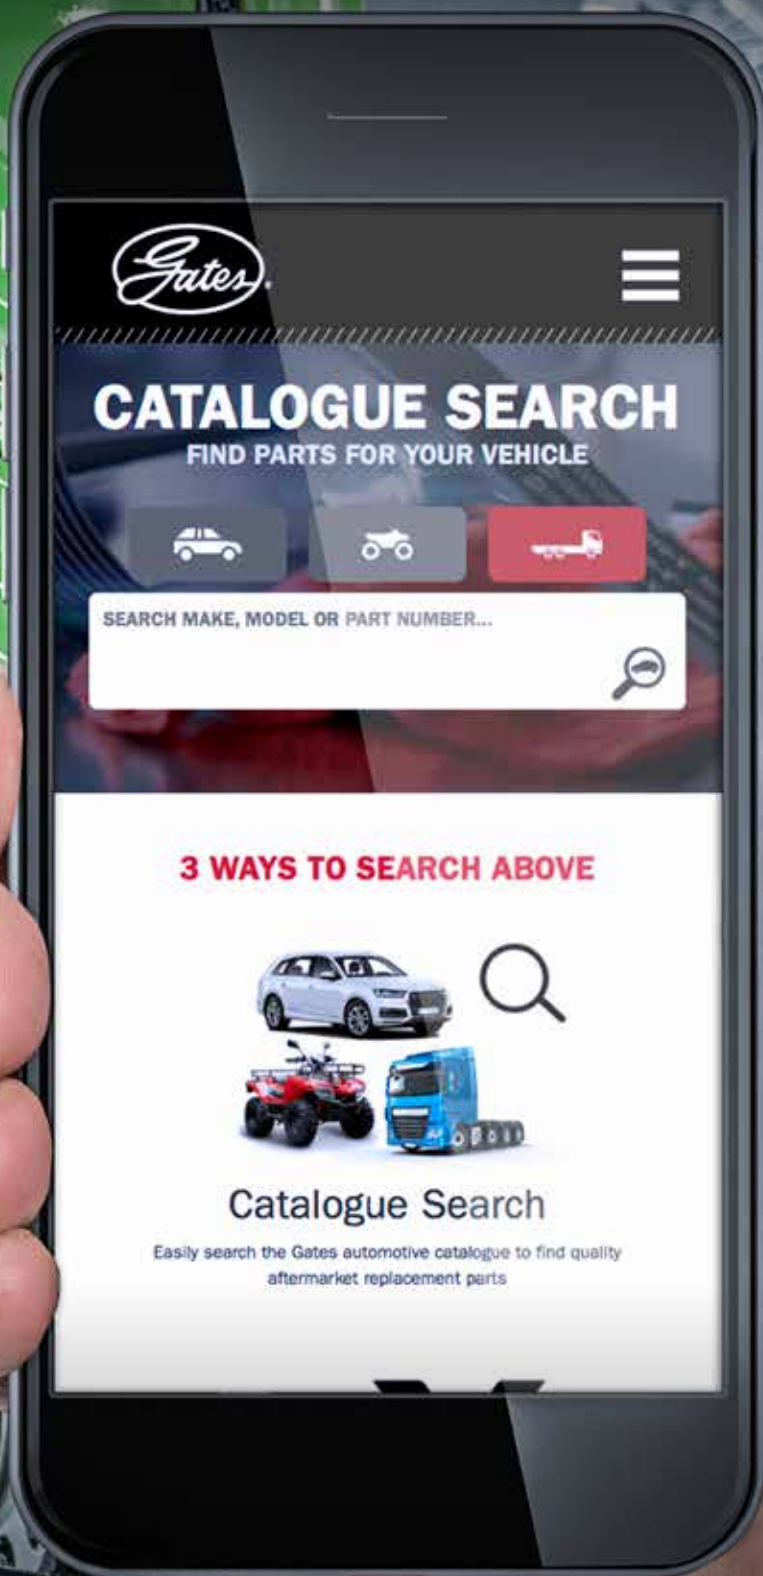 Gates
CATALOGUE SEARCH
FIND PARTS FOR YOUR VEHICLE
SEARCH MAKE, MODEL OR PART NUMBER...
3 WAYS TO SEARCH ABOVE
Catalogue Search
Easily search the Gates automotive catalogue to find quality
aftermarket replacement parts